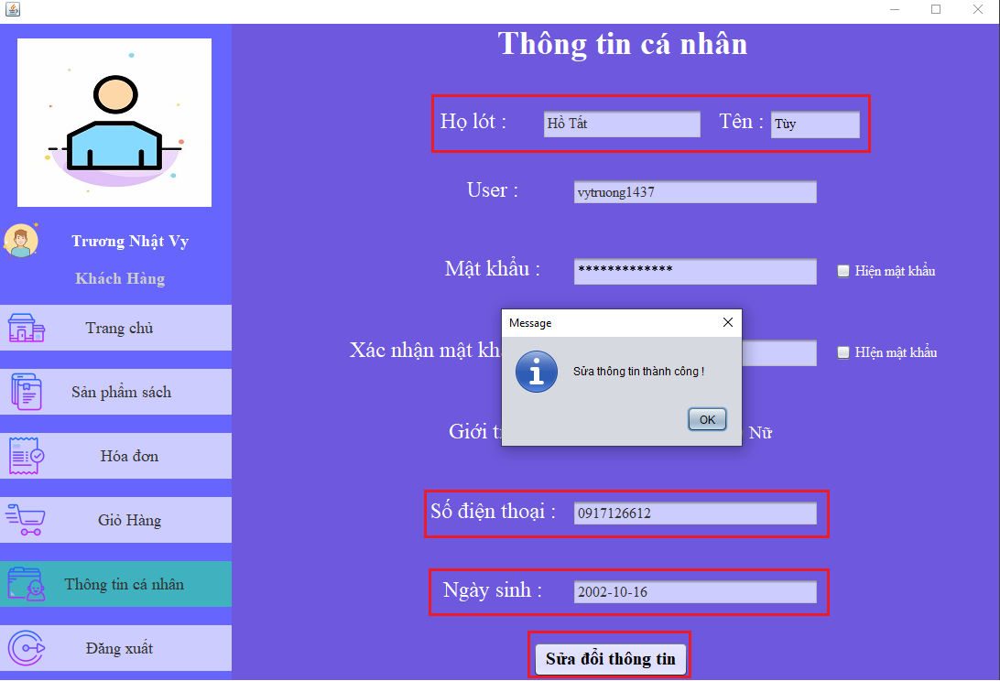 Thông tin cá nhân
Họ lót : Hồ Tất Tên : Tùy
User : vytruong1437
Trương Nhật Vy
Khách Hàng
Mật khẩu : ************* Hiện mật khẩu
Trang chủ
Message
Xác nhận mật HIện mật khẩu
Sửa thông tin thành công !
Sản phẩm sách
OK
Giới Nữ
Hóa đơn
Số điện thoại : 0917126612
Giỏ Hàng
Ngày sinh : 2002-10-16
Thông tin cá nhân
Đăng xuất
Sửa đổi thông tin